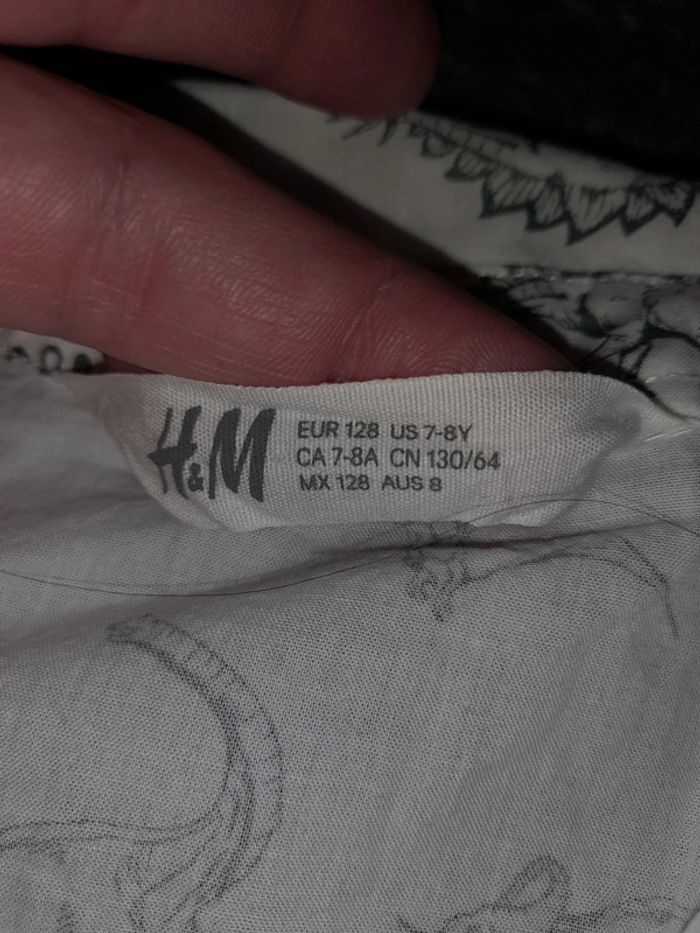 H&M
EUR 128 US 7-8Y
CA 7-8A CN 130/64
MX 128 AUS 8